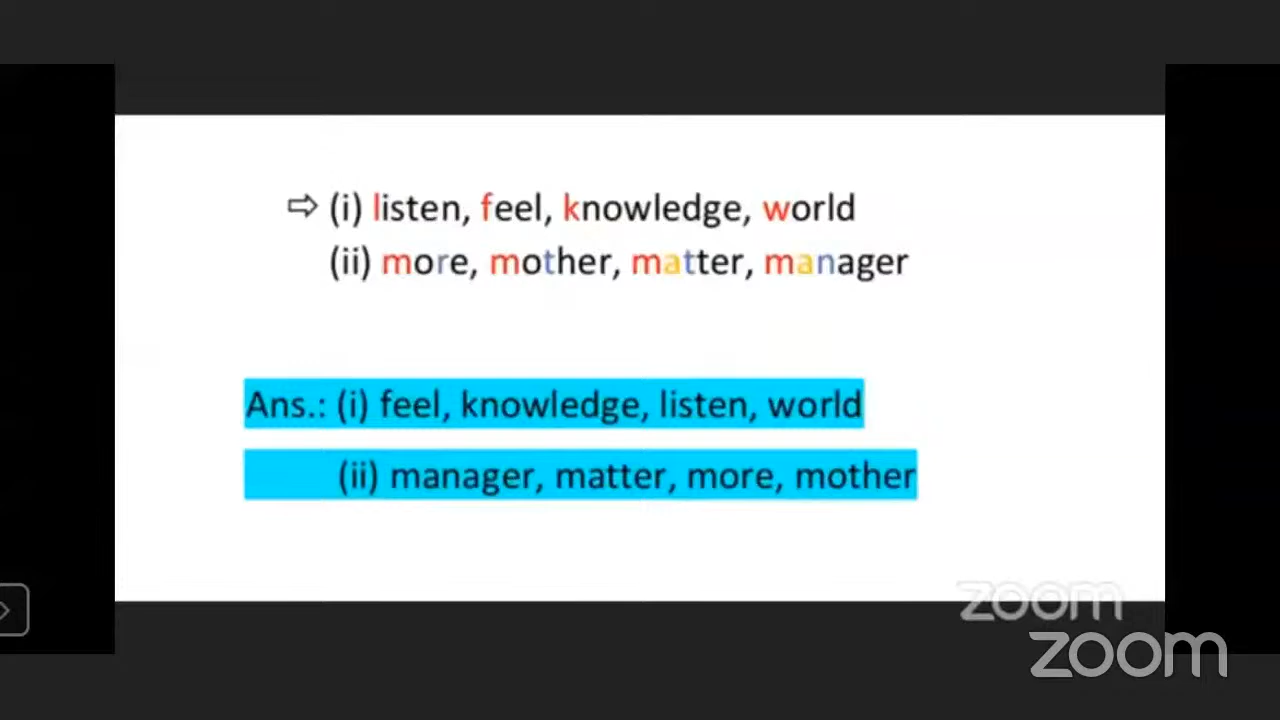 ⇨ (i) listen, feel, knowledge, world
(ii) more, mother, matter, manager
Ans.: (i) feel, knowledge, listen, world
(ii) manager, matter, more, mother
zoom
zoom